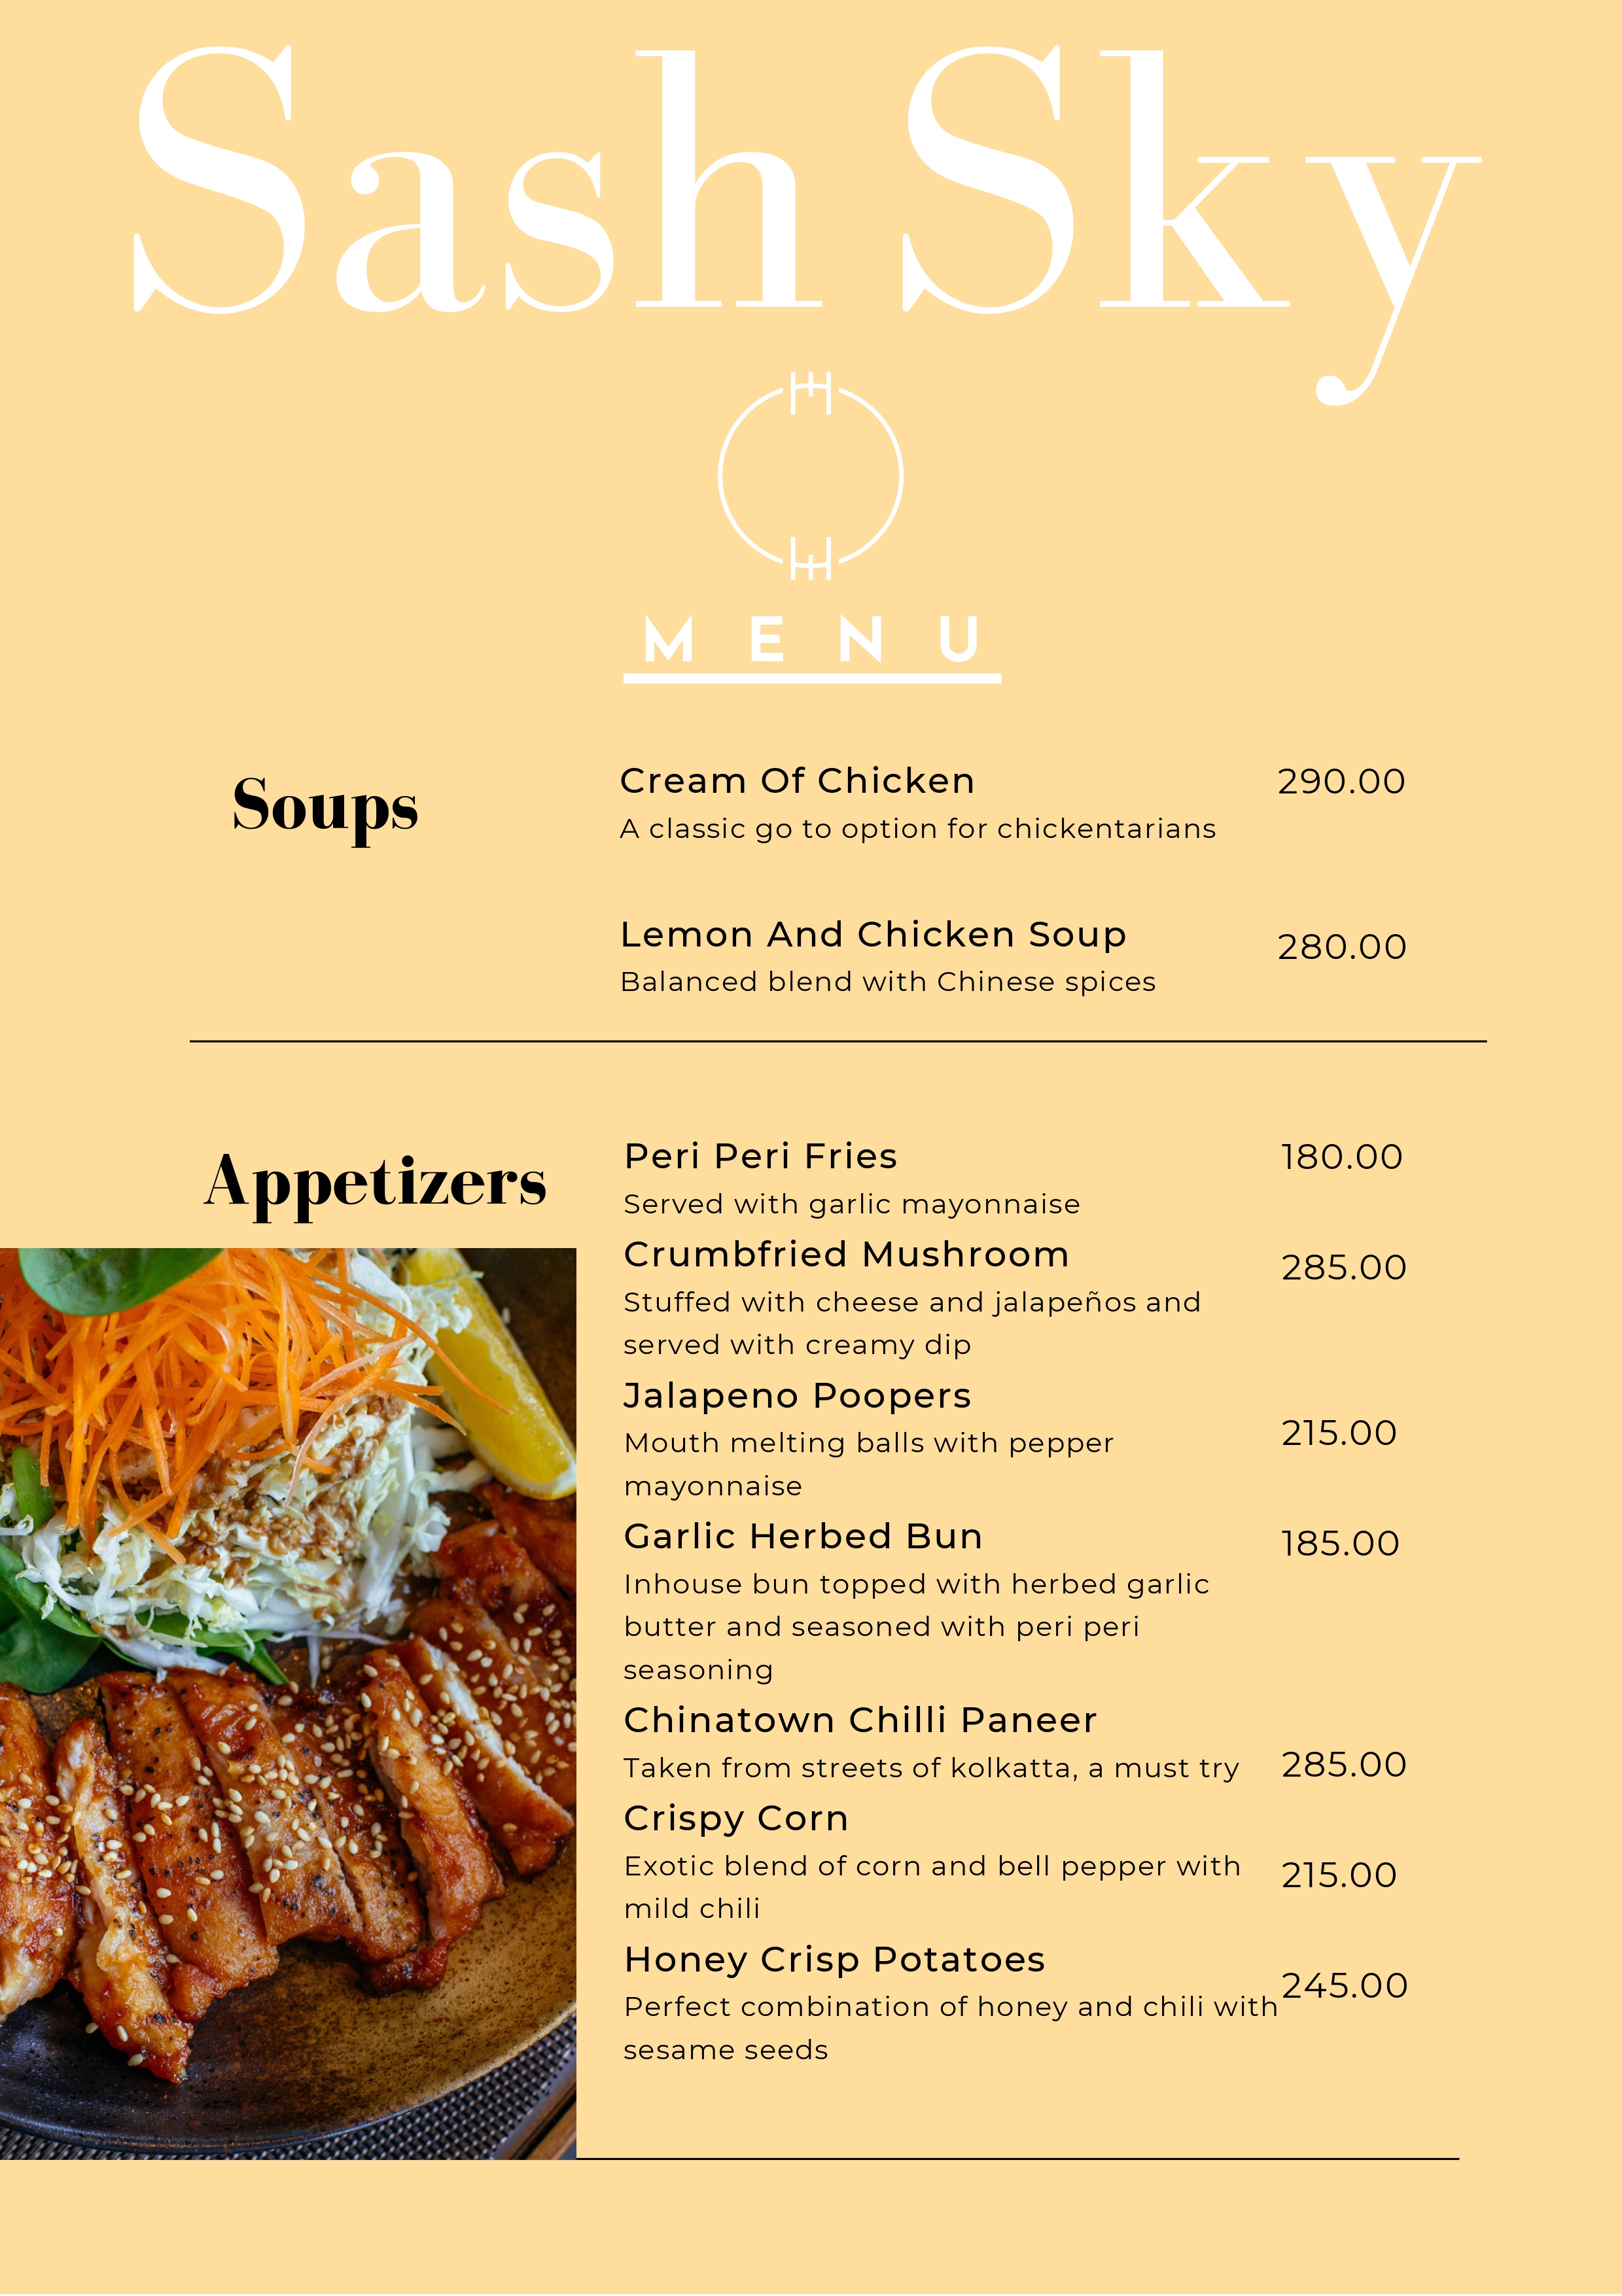 Sash Sky
MENU
Soups
Cream Of Chicken 290.00
A classic go to option for chickentarians
Lemon And Chicken Soup 280.00
Balanced blend with Chinese spices
Appetizers
Peri Peri Fries 180.00
Served with garlic mayonnaise
Crumbfried Mushroom 285.00
Stuffed with cheese and jalapeños and
served with creamy dip
Jalapeno Poopers
215.00
Mouth melting balls with pepper
mayonnaise
Garlic Herbed Bun 185.00
Inhouse bun topped with herbed garlic
butter and seasoned with peri peri
seasoning
Chinatown Chilli Paneer
Taken from streets of kolkatta, a must try 285.00
Crispy Corn
Exotic blend of corn and bell pepper with 215.00
mild chili
Honey Crisp Potatoes
245.00
Perfect combination of honey and chili with
sesame seeds